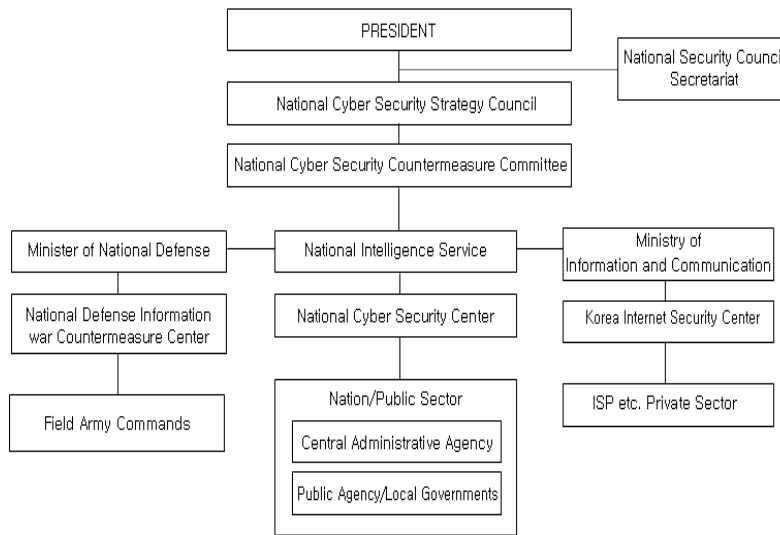 PRESIDENT
National Security Counci
Secretariat
National Cyber Security Strategy Council
National Cyber Security Countermeasure Committee
Minister of National Defense
National Intelligence Service
Ministry of
Information and Communication
National Defense Information
war Countermeasure Center
National Cyber Security Center
Korea Internet Security Center
Field Army Commands
Nation/Public Sector
Central Administrative Agency
Public Agency/Local Governments
ISP etc. Private Sector